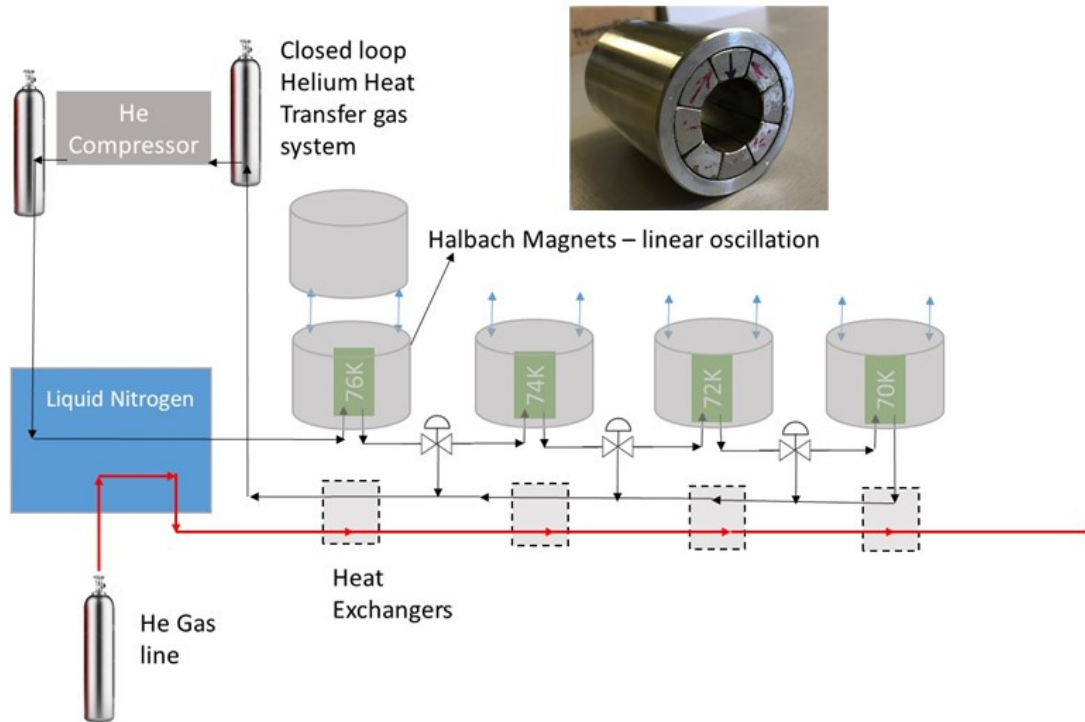 Closed loop
Helium Heat
Transfer gas
system
He
Compressor
Halbach Magnets – linear oscillation
Liquid Nitrogen
76K
74K
72K
70K
Heat
Exchangers
He Gas
line